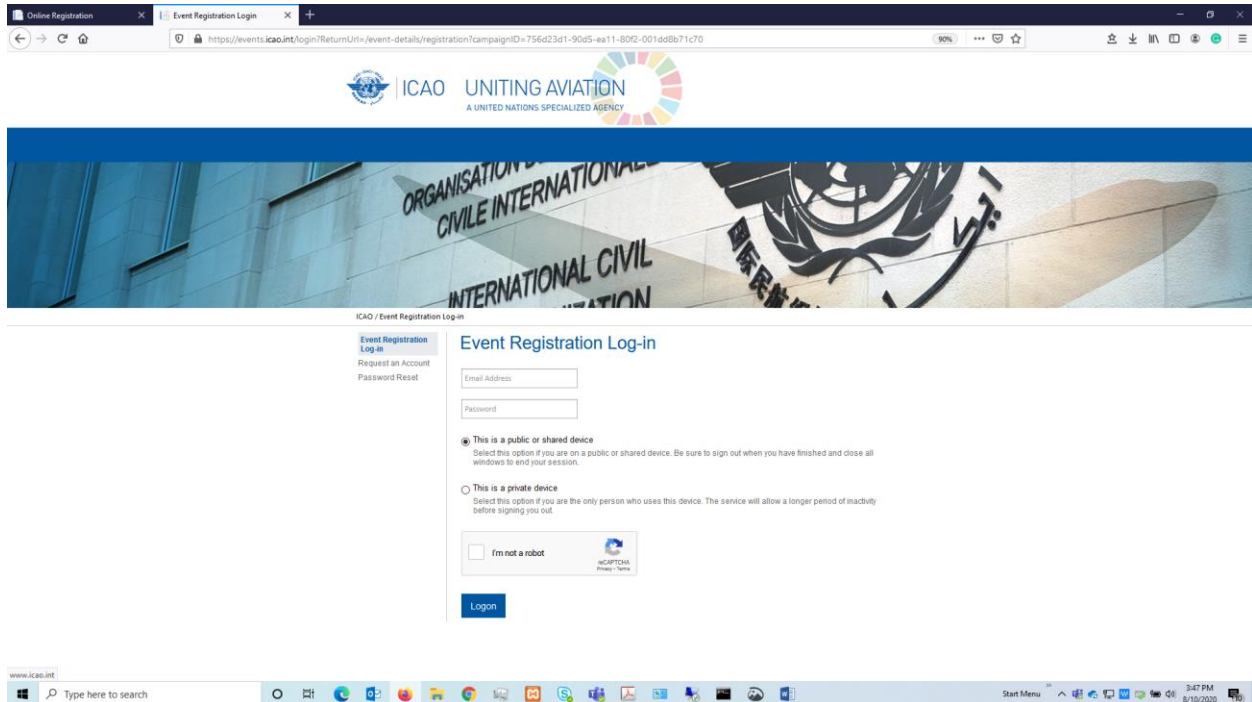 Online Registration
Event Registration Login
https://events.icao.int/login?ReturnUrl=/event-details/registration?campaignID=756d23d1-90d5-ea11-80f2-001dd8b71c70
90%
ICAO
UNITING AVIATION
A UNITED NATIONS SPECIALIZED AGENCY
ORGANISATION
CIVILE INTERNATIONALE
INTERNATIONAL CIVIL
国际民航
ICAO / Event Registration Log-in
Event Registration
Log-in
Request an Account
Password Reset
Event Registration Log-in
Email Address
Password
This is a public or shared device
Select this option if you are on a public or shared device. Be sure to sign out when you have finished and close all
windows to end your session.
This is a private device
Select this option if you are the only person who uses this device. The service will allow a longer period of inactivity
before signing you out.
I'm not a robot
reCAPTCHA
Privacy - Terms
Logon
www.icao.int
Type here to search
Start Menu
3:47 PM
8/10/2020